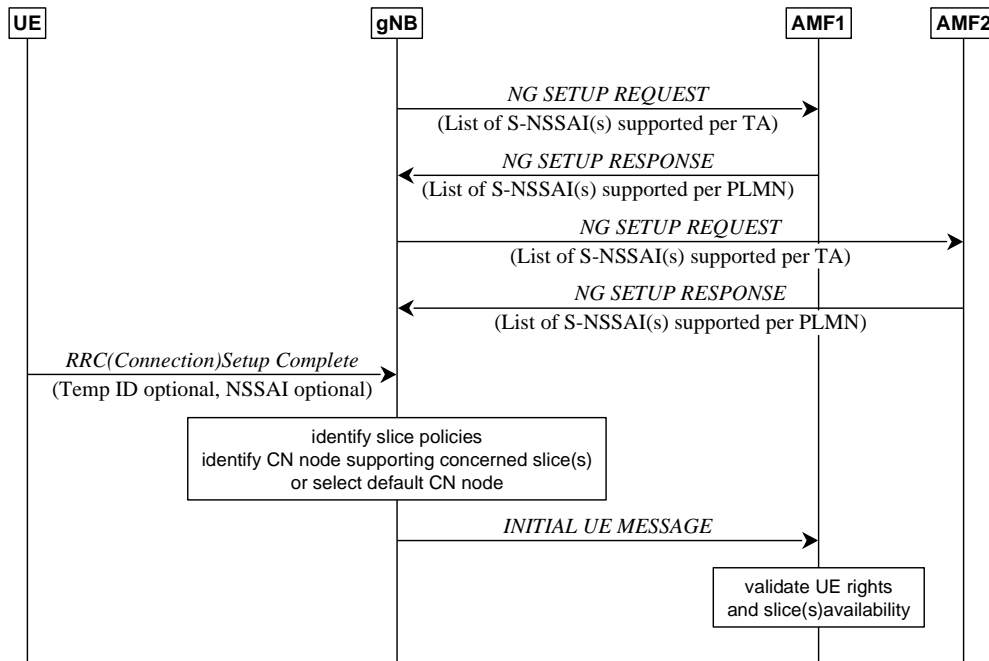 UE
gNB
AMF1
AMF2
NG SETUP REQUEST
(List of S-NSSAI(s) supported per TA)
NG SETUP RESPONSE
(List of S-NSSAI(s) supported per PLMN)
NG SETUP REQUEST
(List of S-NSSAI(s) supported per TA)
NG SETUP RESPONSE
(List of S-NSSAI(s) supported per PLMN)
RRC(Connection)Setup Complete
(Temp ID optional, NSSAI optional)
identify slice policies
identify CN node supporting concerned slice(s)
or select default CN node
INITIAL UE MESSAGE
validate UE rights
and slice(s)availability